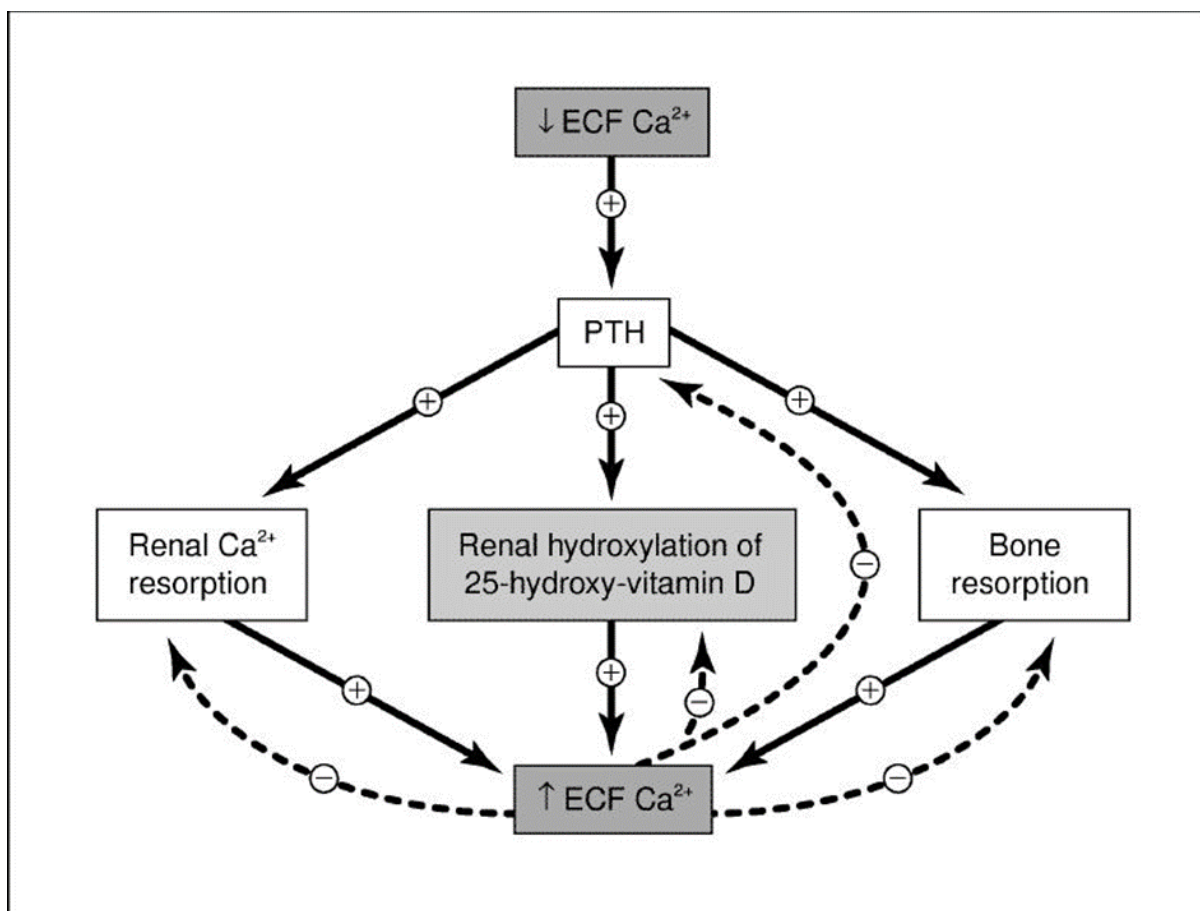 ↓ ECF Ca²⁺
+
PTH
+
+
+
Renal Ca²⁺
resorption
Renal hydroxylation of
25-hydroxy-vitamin D
Bone
resorption
−
+
+
−
+
−
−
↑ ECF Ca²⁺